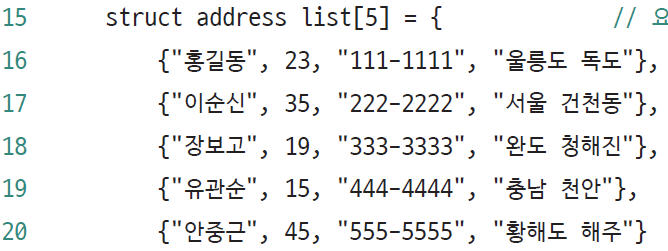 15 struct address list[5] = { // 요
16 {"홍길동", 23, "111-1111", "울릉도 독도"},
17 {"이순신", 35, "222-2222", "서울 건천동"},
18 {"장보고", 19, "333-3333", "완도 청해진"},
19 {"유관순", 15, "444-4444", "충남 천안"},
20 {"안중근", 45, "555-5555", "황해도 해주"}